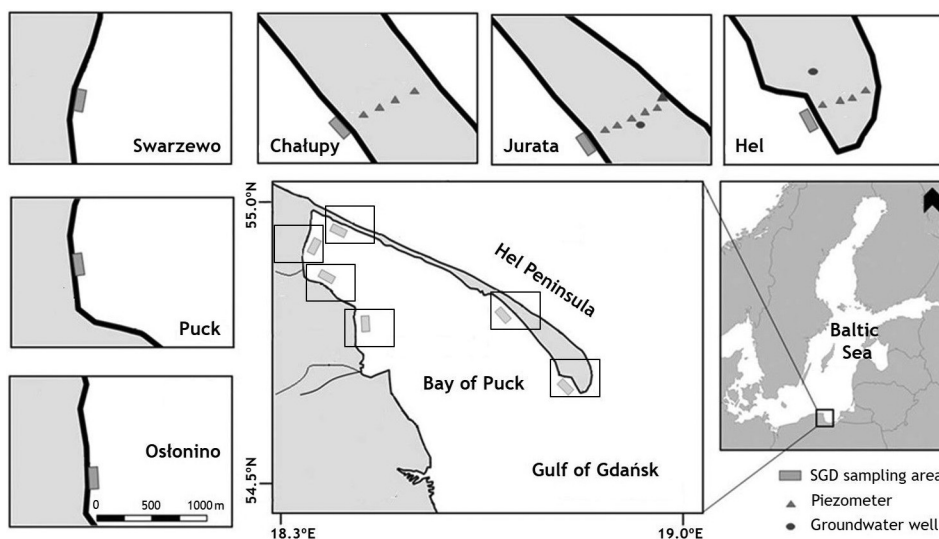 Swarzewo
Chałupy
Jurata
Hel
Puck
Osłonino
0 500 1000 m
55.0°N
54.5°N
Hel Peninsula
Bay of Puck
Gulf of Gdańsk
18.3°E 19.0°E
Baltic
Sea
SGD sampling area
Piezometer
Groundwater well